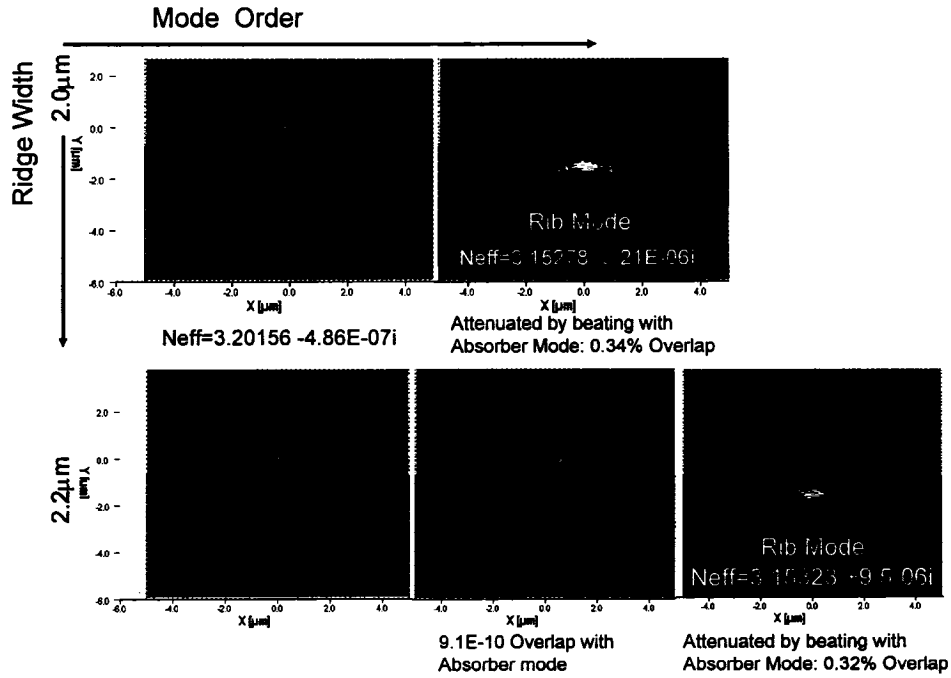 Mode Order
Ridge Width
2.0μm
2.0
0.0
-2.0
-4.0
-6.0
Y [μm]
-6.0 -4.0 -2.0 0.0 2.0 4.0
X [μm]
Rib Mode
21E-06i
-4.0 -2.0 0.0 2.0 4.0
X [μm]
Neff=3.20156 -4.86E-07i
Attenuated by beating with
Absorber Mode: 0.34% Overlap
2.2μm
2.0
0.0
-2.0
-4.0
-6.0
Y [μm]
-6.0 -4.0 -2.0 0.0 2.0 4.0
X [μm]
-4.0 -2.0 0.0 2.0 4.0
X [μm]
Rib Mode
-4.0 -2.0 0.0 2.0 4.0
X [μm]
9.1E-10 Overlap with
Absorber mode
Attenuated by beating with
Absorber Mode: 0.32% Overlap